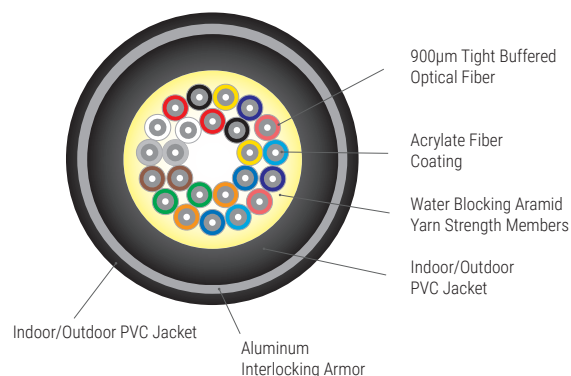 900µm Tight Buffered
Optical Fiber
Acrylate Fiber
Coating
Water Blocking Aramid
Yarn Strength Members
Indoor/Outdoor
PVC Jacket
Indoor/Outdoor PVC Jacket
Aluminum
Interlocking Armor